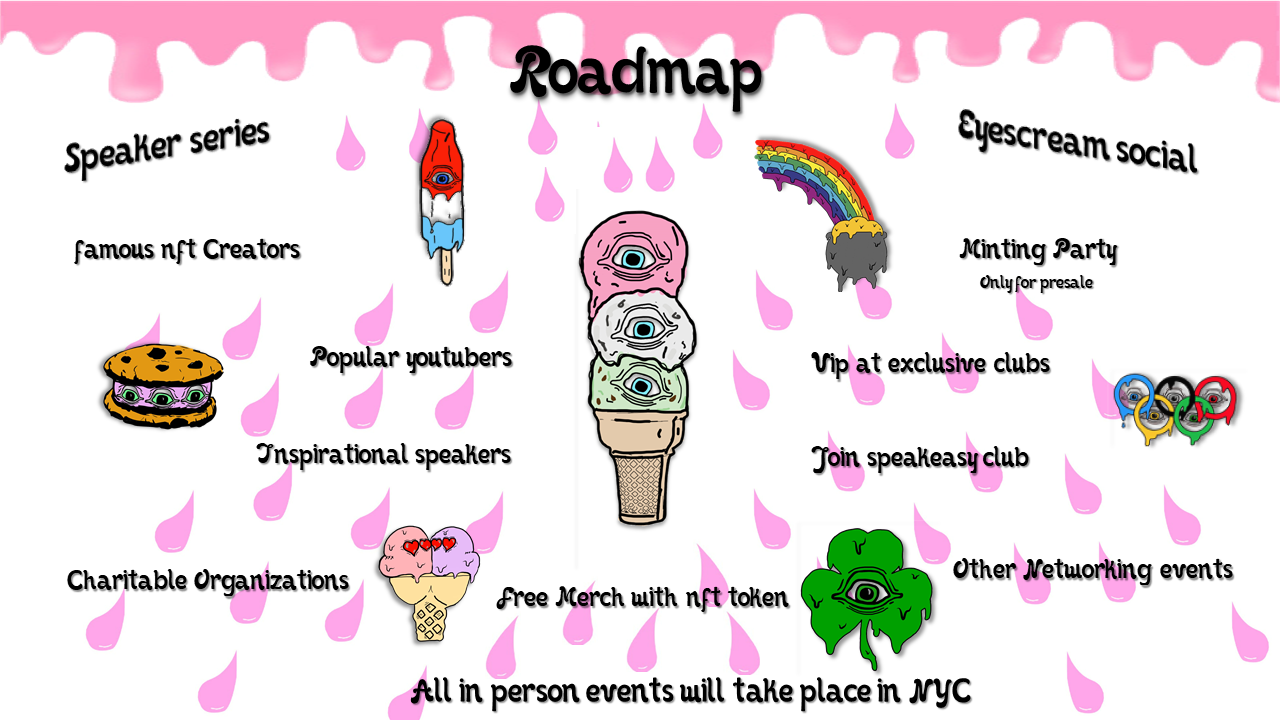 Roadmap
Speaker series
Eyescream social
famous nft Creators
Minting Party
Only for presale
Popular youtubers
Vip at exclusive clubs
Inspirational speakers
Join speakeasy club
Charitable Organizations
Free Merch with nft token
Other Networking events
All in person events will take place in NYC